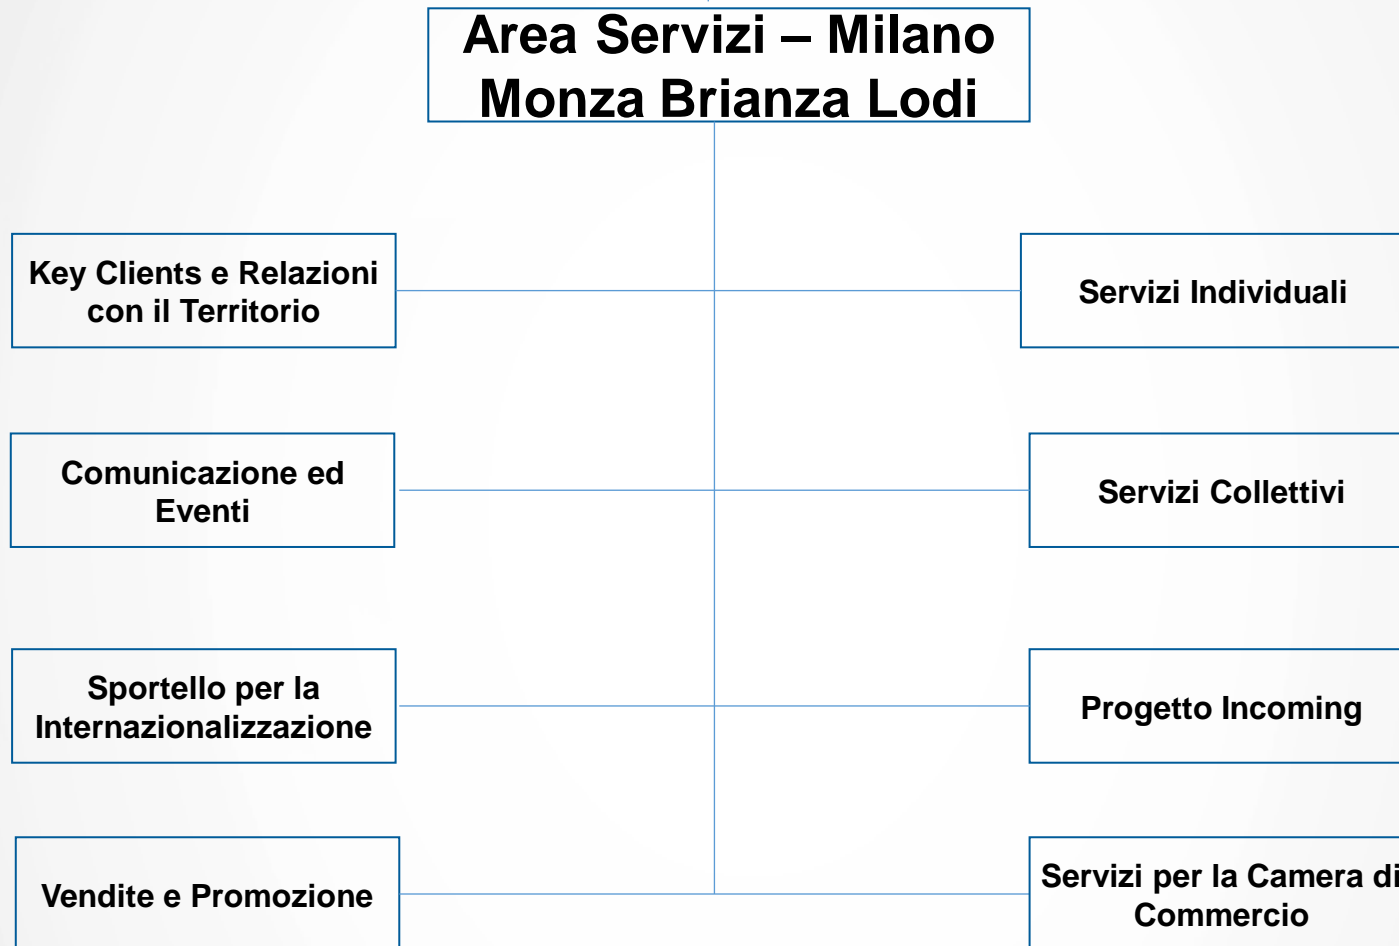 Area Servizi – Milano
Monza Brianza Lodi
Key Clients e Relazioni
con il Territorio
Servizi Individuali
Comunicazione ed
Eventi
Servizi Collettivi
Sportello per la
Internazionalizzazione
Progetto Incoming
Vendite e Promozione
Servizi per la Camera di
Commercio